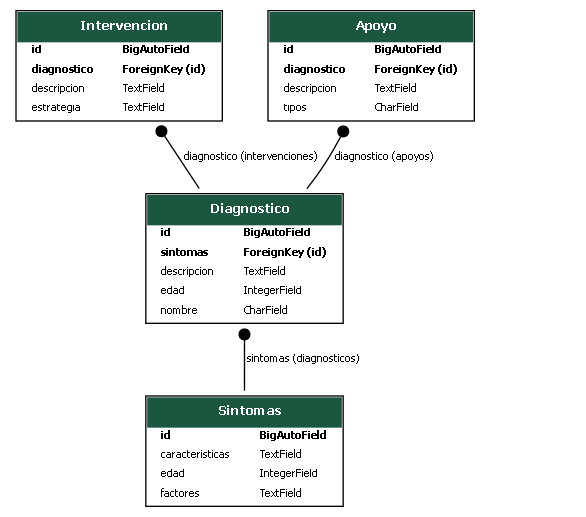 Intervencion
id BigAutoField
diagnostico ForeignKey (id)
descripcion TextField
estrategia TextField
Apoyo
id BigAutoField
diagnostico ForeignKey (id)
descripcion TextField
tipos CharField
diagnostico (intervenciones)
diagnostico (apoyos)
Diagnostico
id BigAutoField
sintomas ForeignKey (id)
descripcion TextField
edad IntegerField
nombre CharField
sintomas (diagnosticos)
Sintomas
id BigAutoField
caracteristicas TextField
edad IntegerField
factores TextField